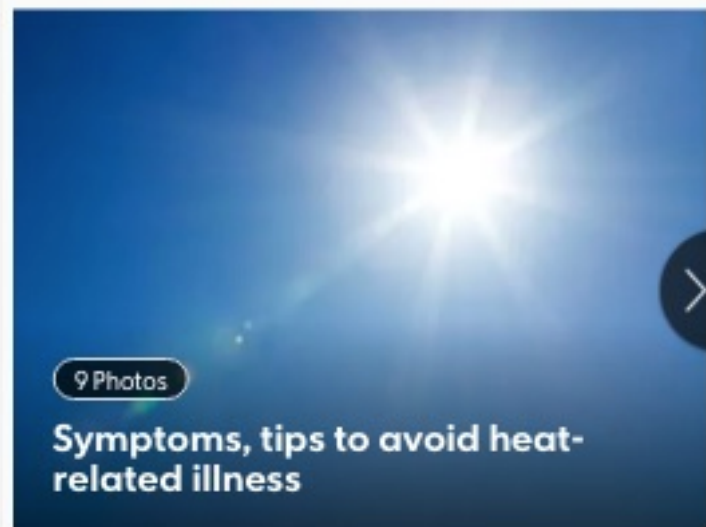 9 Photos
Symptoms, tips to avoid heat-
related illness